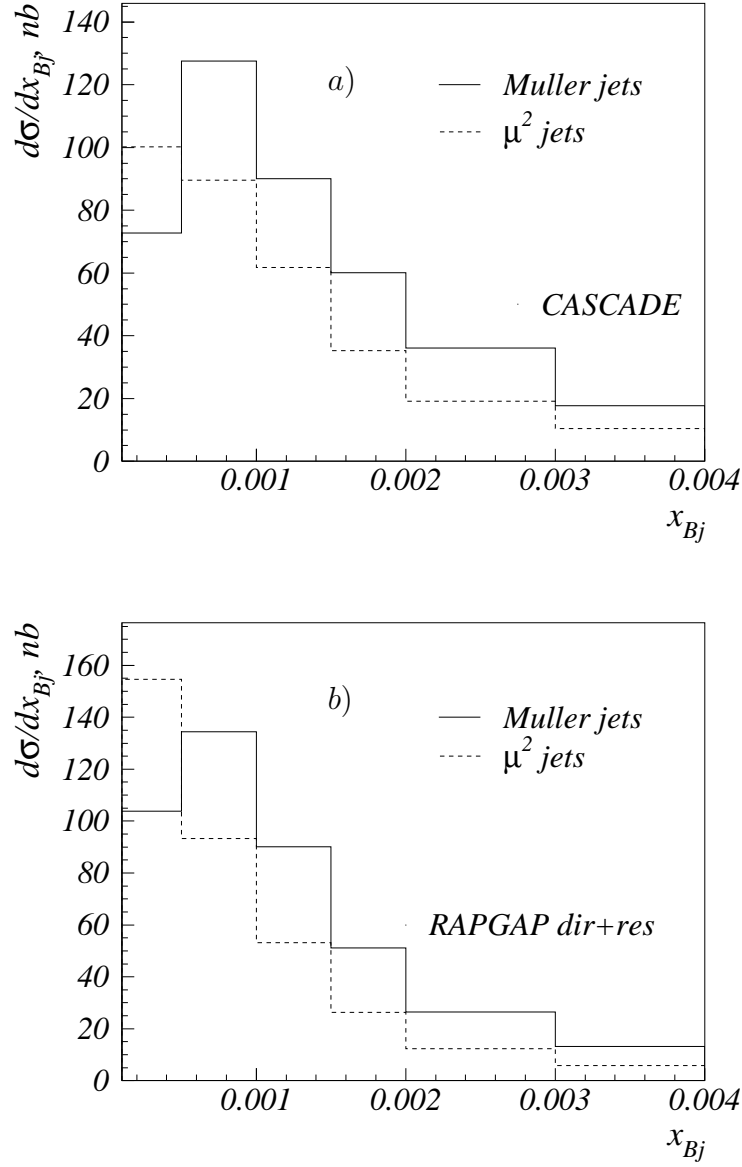 dσ/dx_Bj, nb
140
120
100
80
60
40
20
0
a)
Muller jets
μ² jets
CASCADE
0.001 0.002 0.003 0.004
x_Bj
dσ/dx_Bj, nb
160
140
120
100
80
60
40
20
0
b)
Muller jets
μ² jets
RAPGAP dir+res
0.001 0.002 0.003 0.004
x_Bj